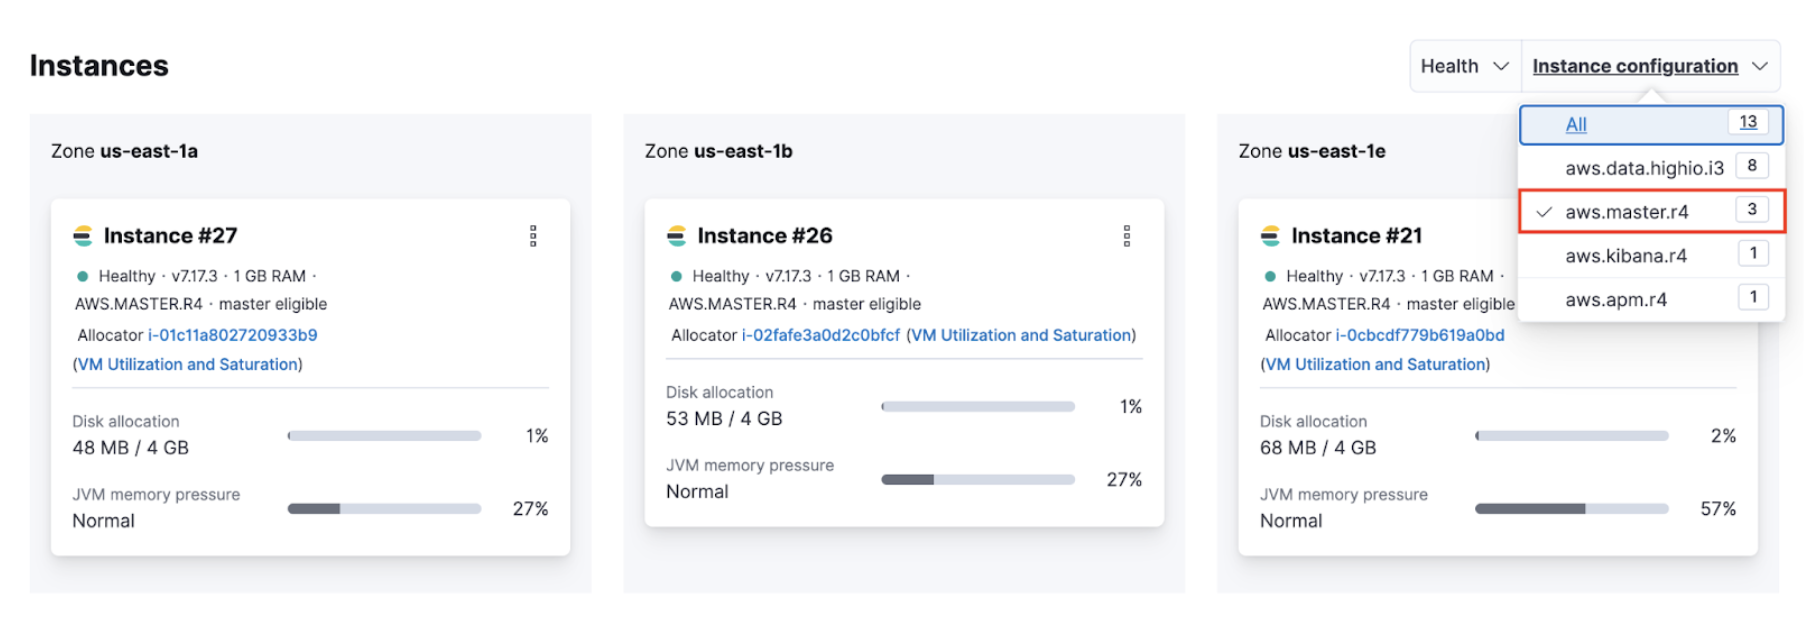 Instances
Health
Instance configuration
All 13
aws.data.highio.i3 8
aws.master.r4 3
aws.kibana.r4 1
aws.apm.r4 1
Zone us-east-1a
Instance #27
Healthy · v7.17.3 · 1 GB RAM ·
AWS.MASTER.R4 · master eligible
Allocator i-01c11a802720933b9
(VM Utilization and Saturation)
Disk allocation
48 MB / 4 GB
1%
JVM memory pressure
Normal
27%
Zone us-east-1b
Instance #26
Healthy · v7.17.3 · 1 GB RAM ·
AWS.MASTER.R4 · master eligible
Allocator i-02fafe3a0d2c0bfcf (VM Utilization and Saturation)
Disk allocation
53 MB / 4 GB
1%
JVM memory pressure
Normal
27%
Zone us-east-1e
Instance #21
Healthy · v7.17.3 · 1 GB RAM ·
AWS.MASTER.R4 · master eligible
Allocator i-0cbcdf779b619a0bd
(VM Utilization and Saturation)
Disk allocation
68 MB / 4 GB
2%
JVM memory pressure
Normal
57%